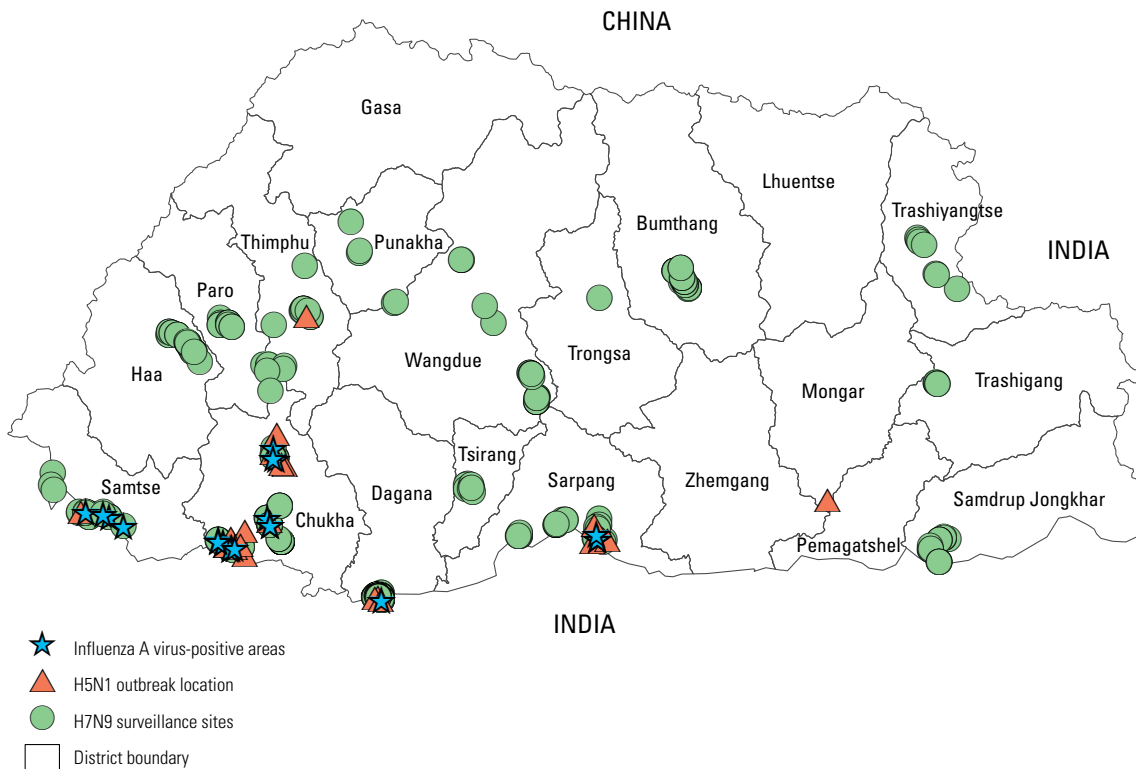 CHINA
Gasa
Lhuentse
Trashiyangtse
Bumthang
Thimphu
Punakha
INDIA
Paro
Trongsa
Wangdue
Haa
Trashigang
Mongar
Tsirang
Sarpang
Zhemgang
Samtse
Dagana
Samdrup Jongkhar
Chukha
Pemagatshel
INDIA
Influenza A virus-positive areas
H5N1 outbreak location
H7N9 surveillance sites
District boundary